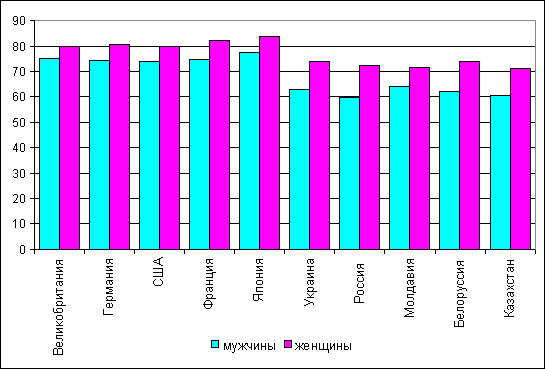 90
80
70
60
50
40
30
20
10
0
Великобритания
Германия
США
Франция
Япония
Украина
Россия
Молдавия
Белоруссия
Казахстан
мужчины женщины